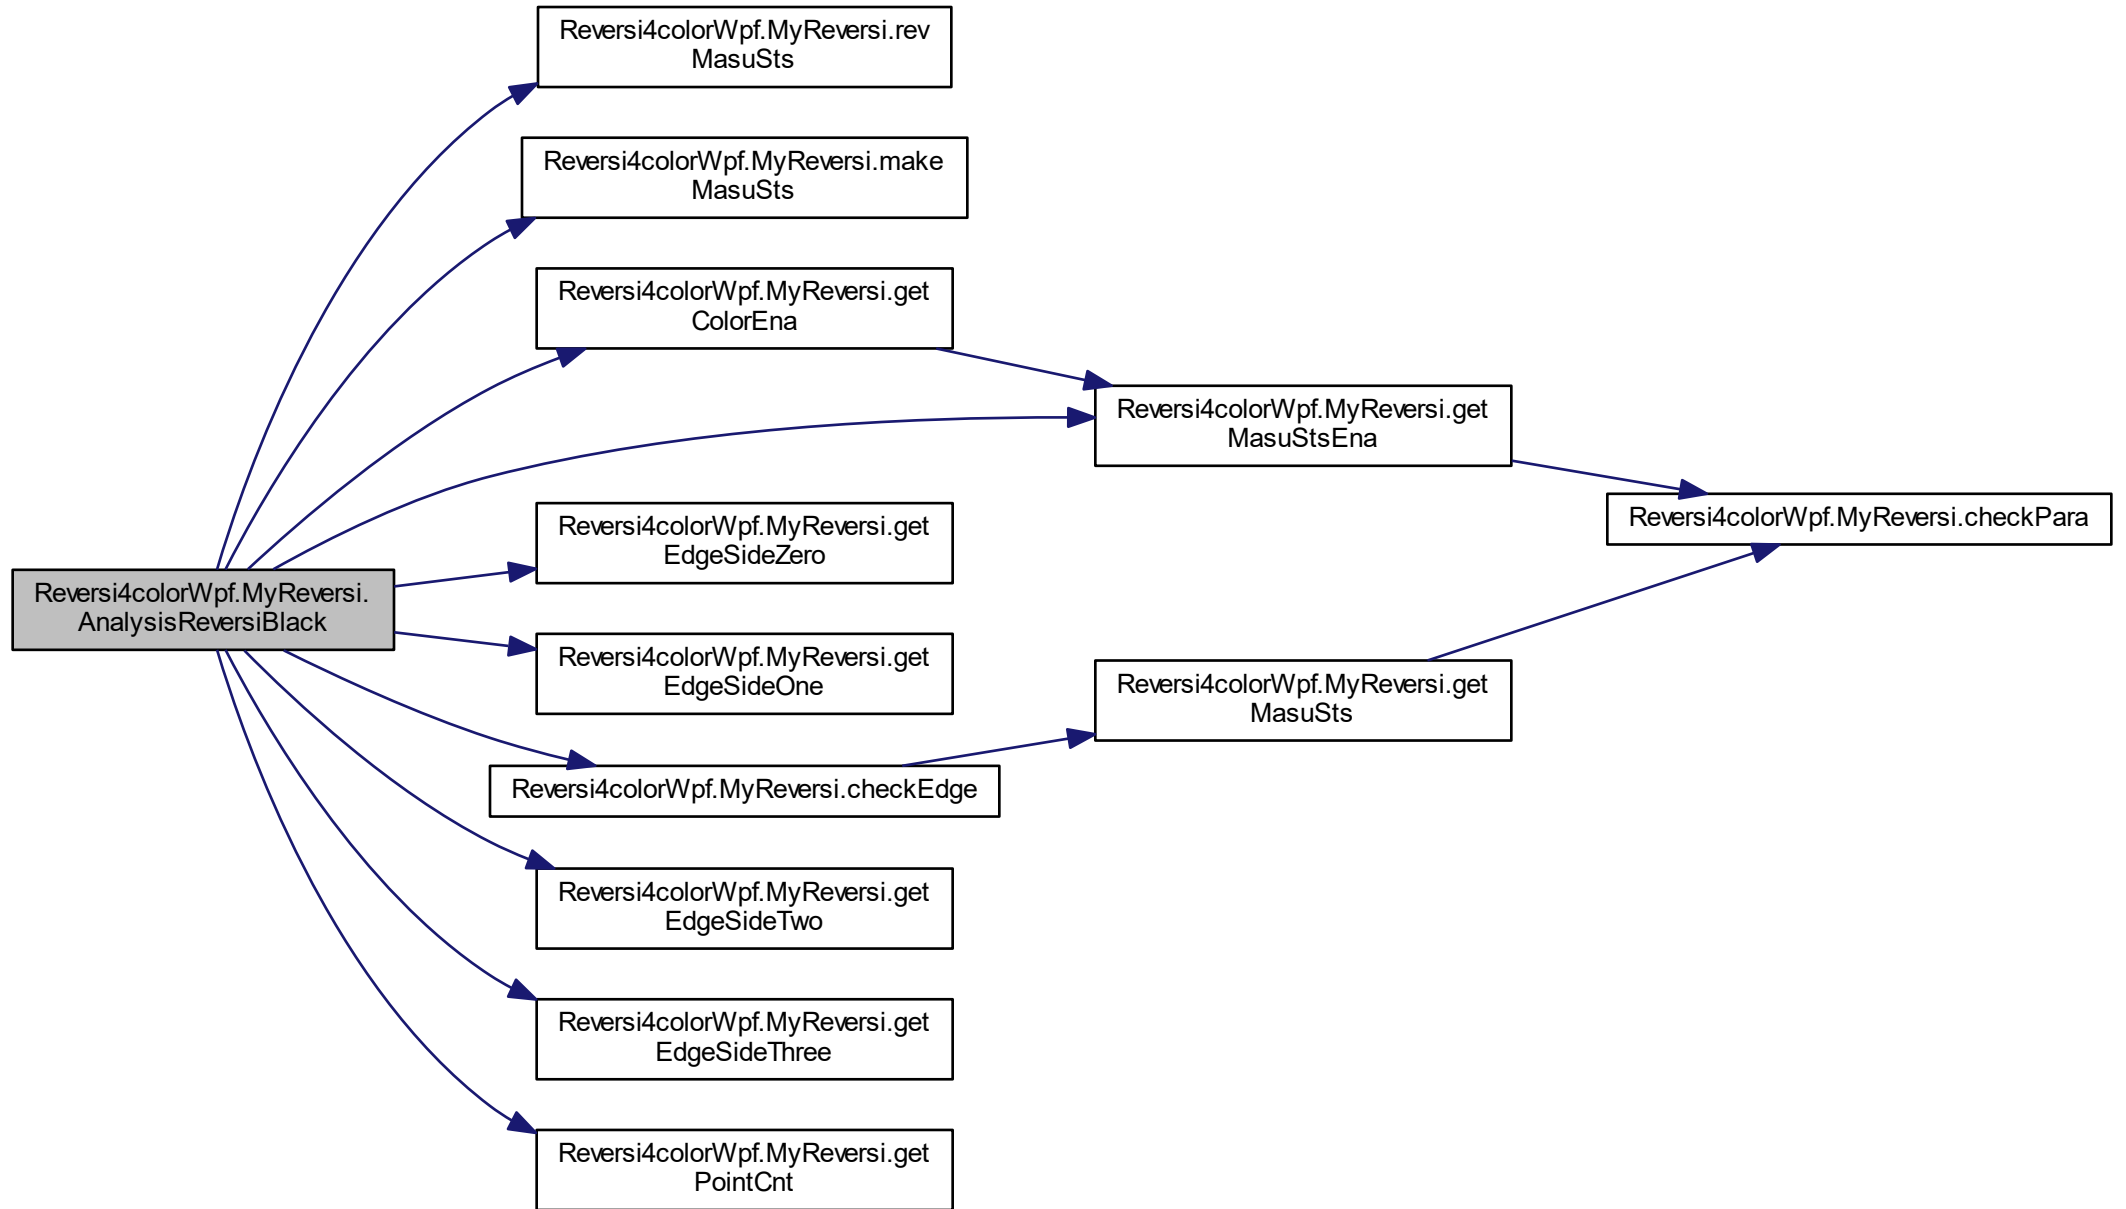 Reversi4colorWpf.MyReversi.rev
MasuSts
Reversi4colorWpf.MyReversi.make
MasuSts
Reversi4colorWpf.MyReversi.get
ColorEna
Reversi4colorWpf.MyReversi.get
MasuStsEna
Reversi4colorWpf.MyReversi.checkPara
Reversi4colorWpf.MyReversi.get
EdgeSideZero
Reversi4colorWpf.MyReversi.
AnalysisReversiBlack
Reversi4colorWpf.MyReversi.get
EdgeSideOne
Reversi4colorWpf.MyReversi.get
MasuSts
Reversi4colorWpf.MyReversi.checkEdge
Reversi4colorWpf.MyReversi.get
EdgeSideTwo
Reversi4colorWpf.MyReversi.get
EdgeSideThree
Reversi4colorWpf.MyReversi.get
PointCnt